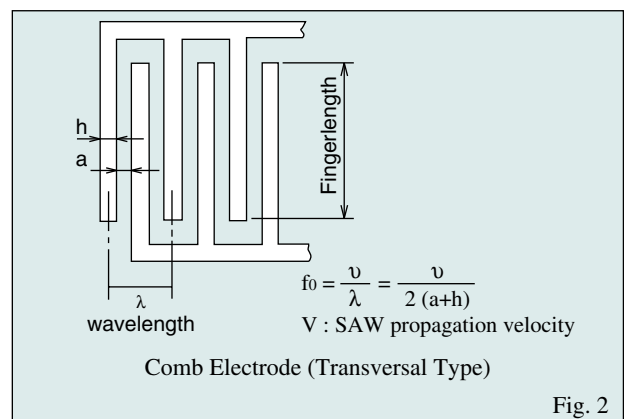 h
a
Fingerlength
λ
wavelength
f0 = υ / λ = υ / 2 (a+h)
V : SAW propagation velocity
Comb Electrode (Transversal Type)
Fig. 2